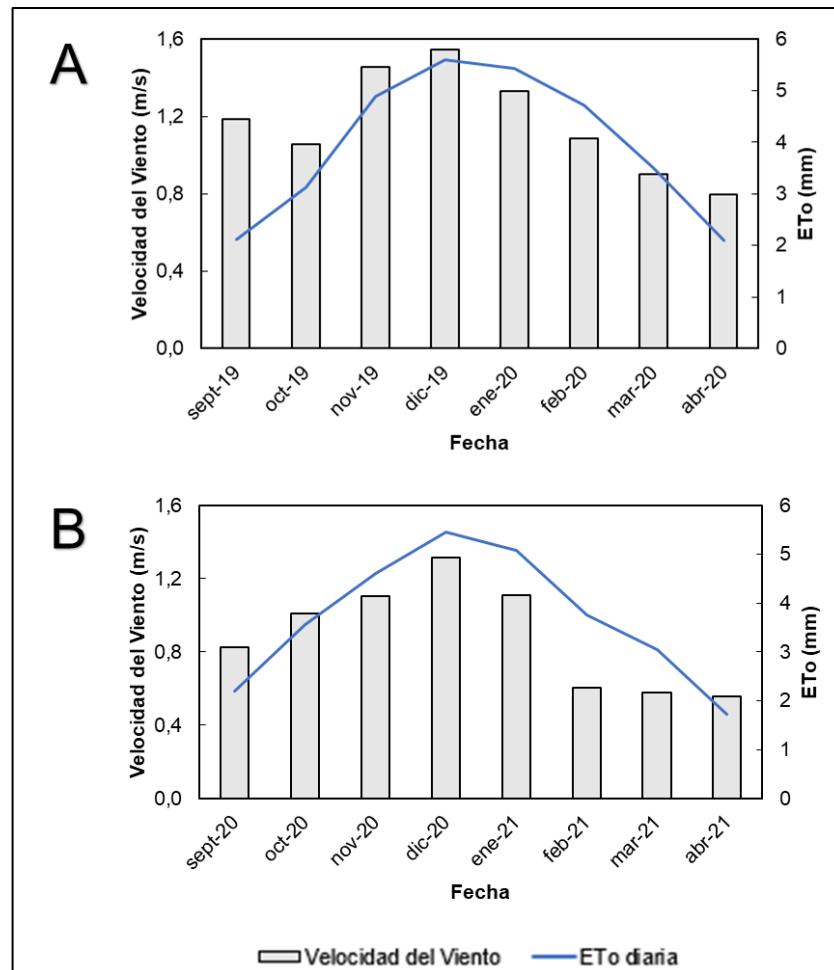 A
Velocidad del Viento (m/s)
1,6
1,2
0,8
0,4
0,0
6
5
4
3
2
1
0
ETo (mm)
sept-19
oct-19
nov-19
dic-19
ene-20
feb-20
mar-20
abr-20
Fecha
B
Velocidad del Viento (m/s)
1,6
1,2
0,8
0,4
0,0
6
5
4
3
2
1
0
ETo (mm)
sept-20
oct-20
nov-20
dic-20
ene-21
feb-21
mar-21
abr-21
Fecha
Velocidad del Viento
ETo diaria